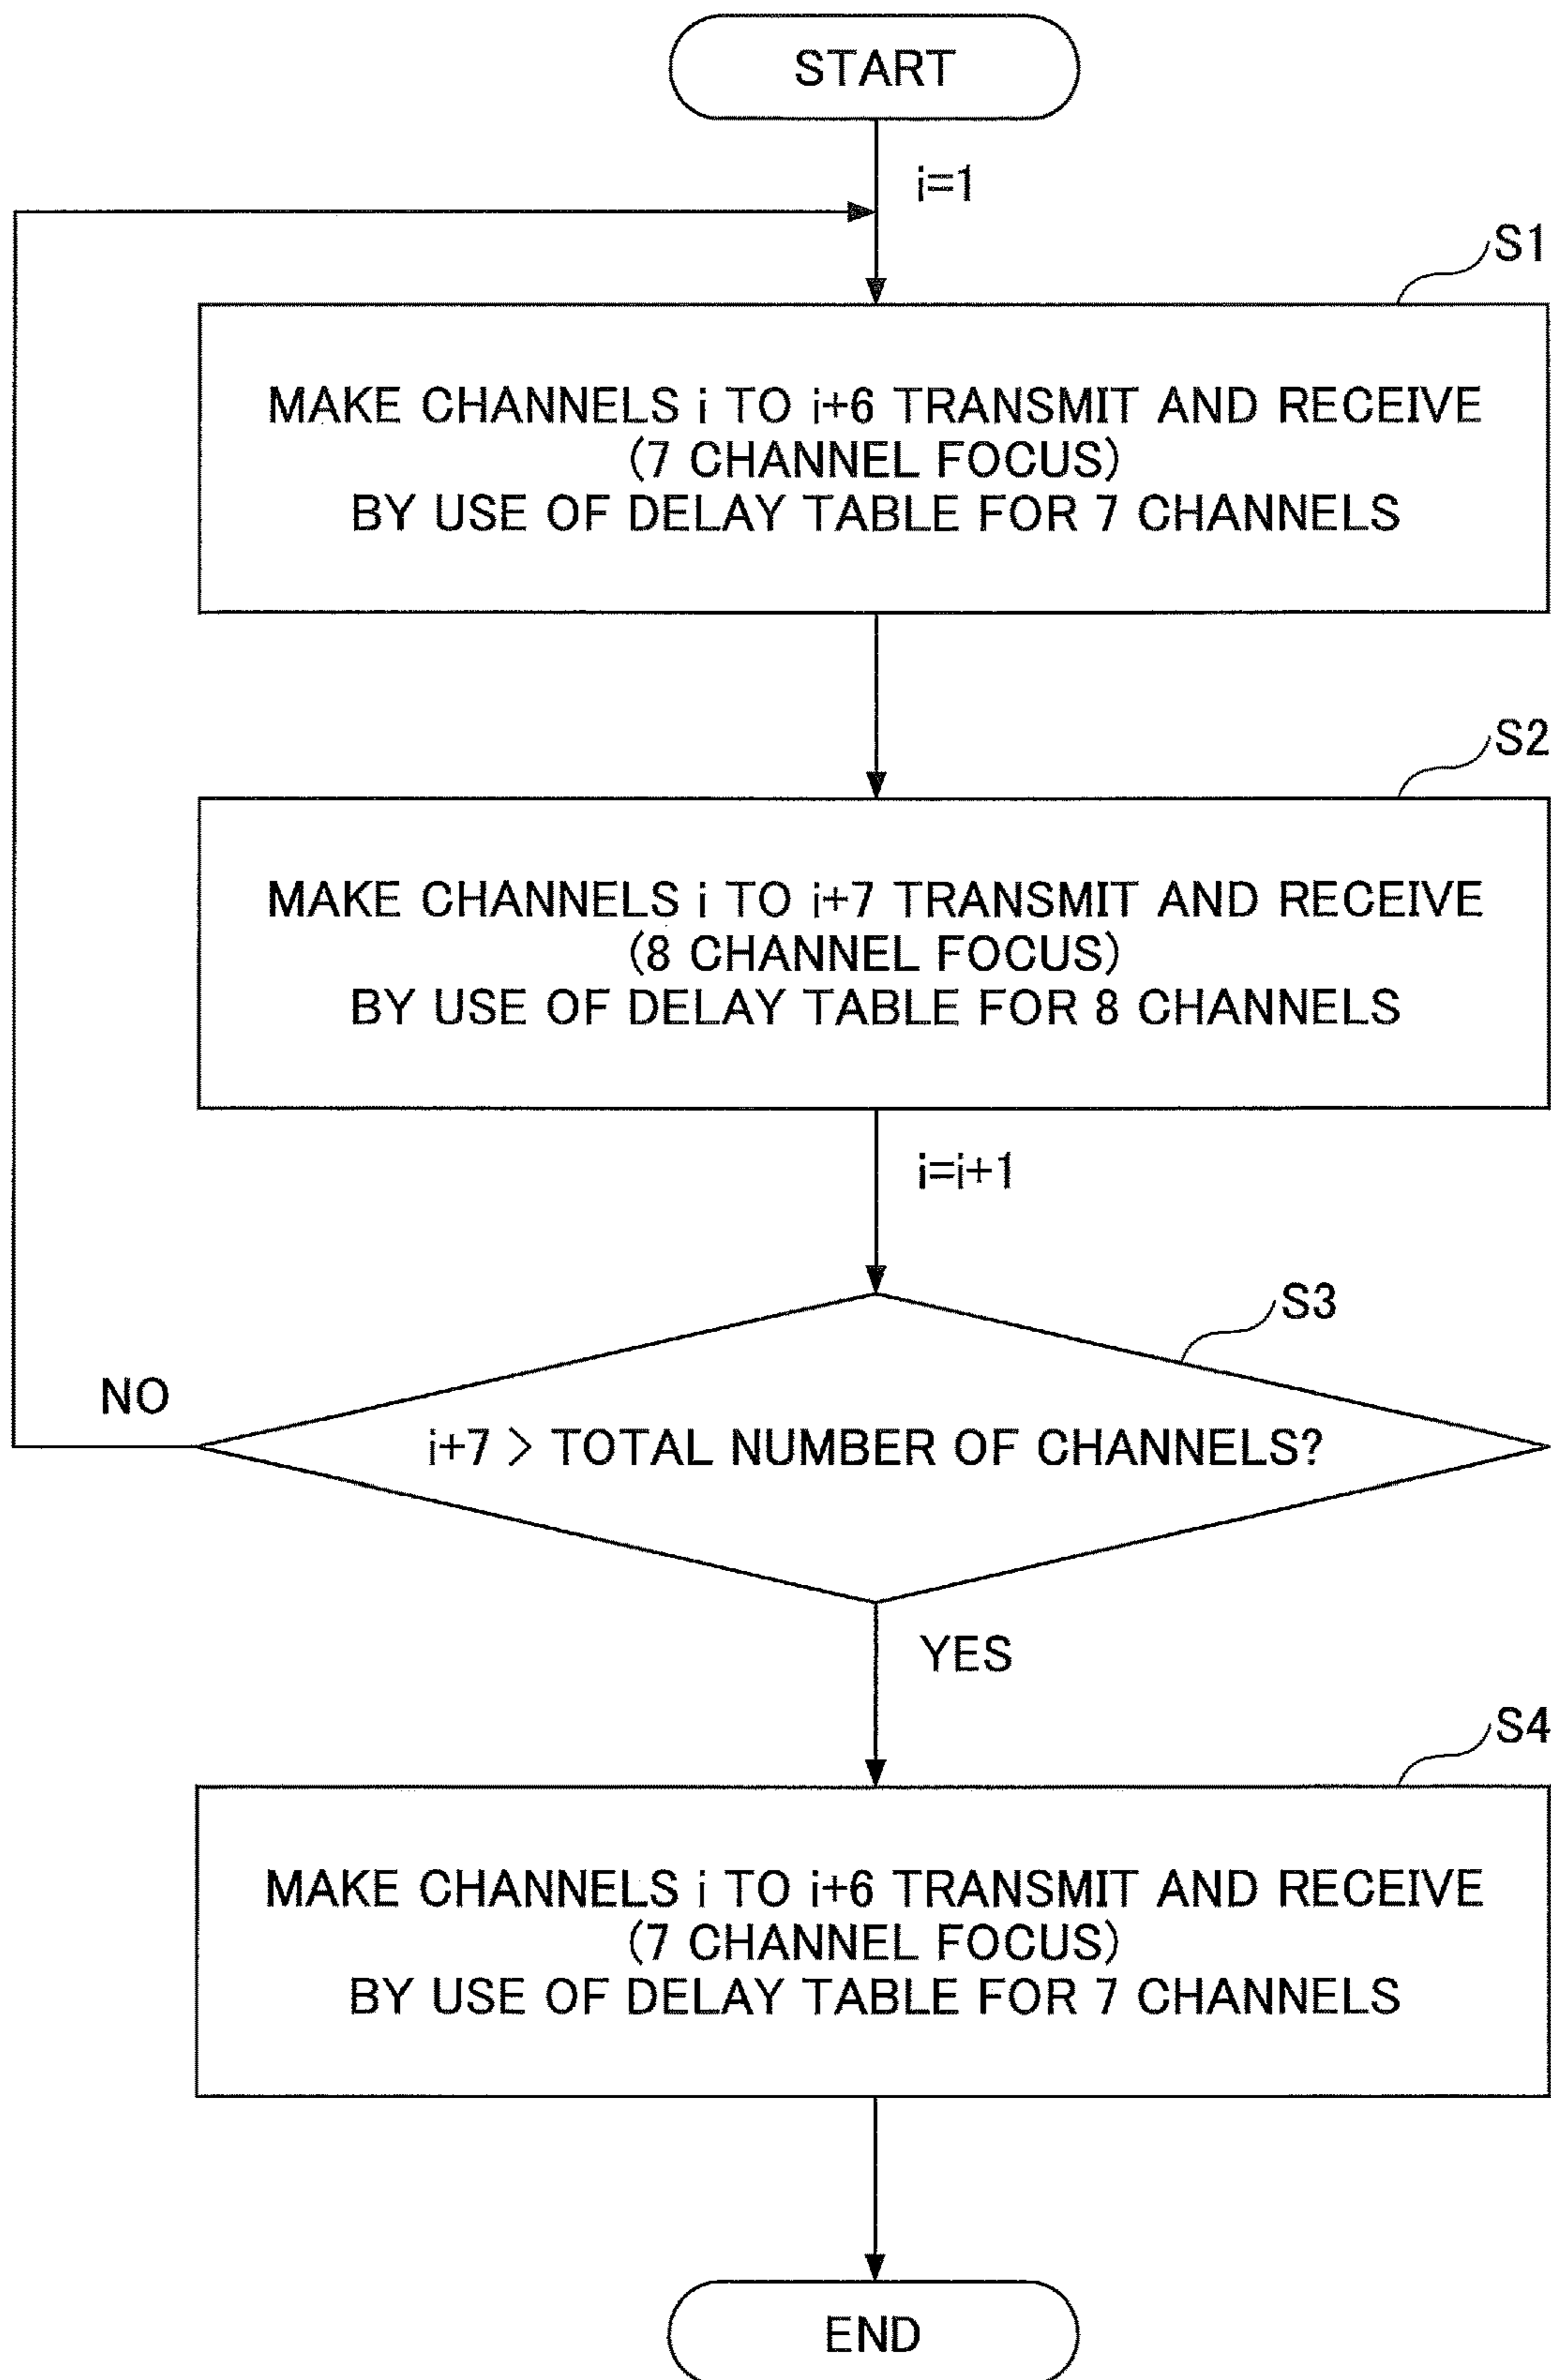 START
i=1
S1
MAKE CHANNELS i TO i+6 TRANSMIT AND RECEIVE
(7 CHANNEL FOCUS)
BY USE OF DELAY TABLE FOR 7 CHANNELS
S2
MAKE CHANNELS i TO i+7 TRANSMIT AND RECEIVE
(8 CHANNEL FOCUS)
BY USE OF DELAY TABLE FOR 8 CHANNELS
i=i+1
S3
NO
i+7 > TOTAL NUMBER OF CHANNELS?
YES
S4
MAKE CHANNELS i TO i+6 TRANSMIT AND RECEIVE
(7 CHANNEL FOCUS)
BY USE OF DELAY TABLE FOR 7 CHANNELS
END